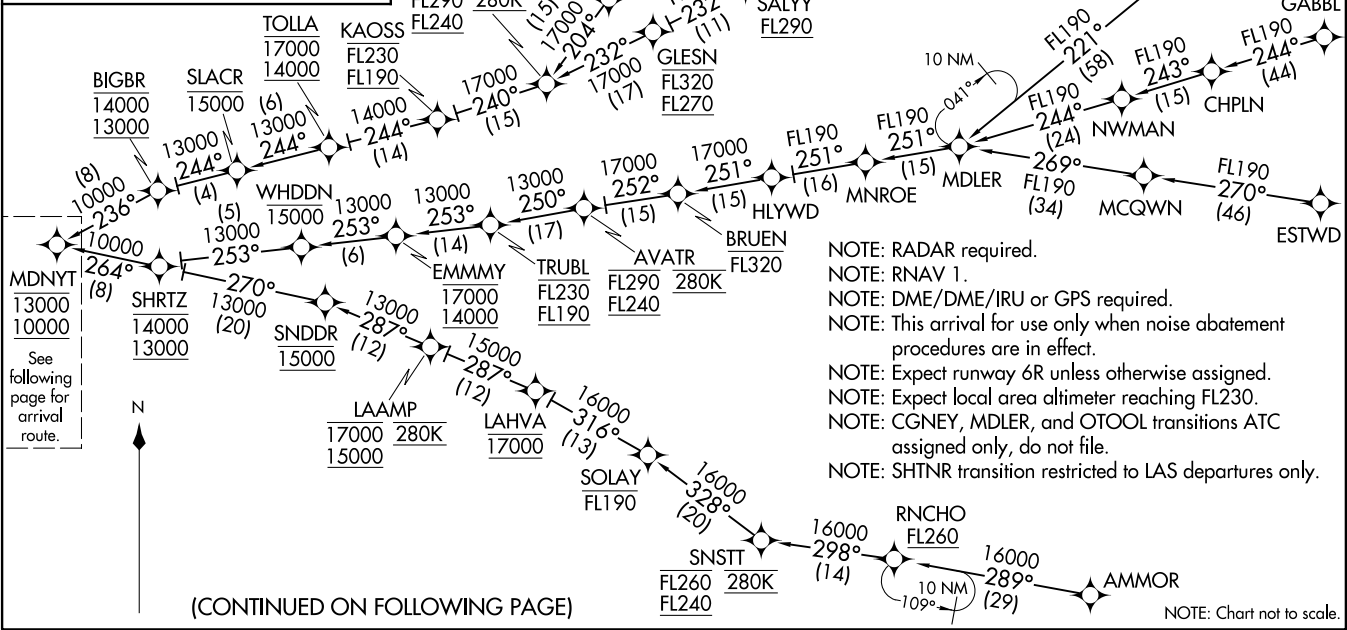 FL290 280K
FL240
(15)
17000
204°
232°
17000
(17)
232°
(11)
SALYY
FL290
GABBL
TOLLA
17000
14000
KAOSS
FL230
FL190
GLESN
FL320
FL270
BIGBR
14000
13000
SLACR
15000
17000
240°
(15)
14000
244°
(14)
(6)
13000
244°
13000
244°
(4)
(8)
10000
236°
10 NM
041°
FL190
221°
(58)
FL190
244°
(44)
FL190
243°
(15)
CHPLN
FL190
244°
(24)
NWMAN
269°
FL190
(34)
MCQWN
FL190
270°
(46)
ESTWD
MDLER
FL190
251°
(15)
MNROE
FL190
251°
(16)
HLYWD
17000
251°
(15)
BRUEN
FL320
17000
252°
(15)
AVATR
FL290 280K
FL240
13000
250°
(17)
TRUBL
FL230
FL190
13000
253°
(14)
EMMMY
17000
14000
13000
253°
(6)
WHDDN
15000
(5)
13000
253°
10000
264°
(8)
MDNYT
13000
10000
See
following
page for
arrival
route.
SHRTZ
14000
13000
270°
13000
(20)
SNDDR
15000
13000
287°
(12)
LAAMP
17000 280K
15000
15000
287°
(12)
LAHVA
17000
16000
316°
(13)
SOLAY
FL190
16000
328°
(20)
SNSTT
FL260 280K
FL240
16000
298°
(14)
RNCHO
FL260
10 NM
109°
16000
289°
(29)
AMMOR
N
NOTE: RADAR required.
NOTE: RNAV 1.
NOTE: DME/DME/IRU or GPS required.
NOTE: This arrival for use only when noise abatement
procedures are in effect.
NOTE: Expect runway 6R unless otherwise assigned.
NOTE: Expect local area altimeter reaching FL230.
NOTE: CGNEY, MDLER, and OTOOL transitions ATC
assigned only, do not file.
NOTE: SHTNR transition restricted to LAS departures only.
(CONTINUED ON FOLLOWING PAGE)
NOTE: Chart not to scale.